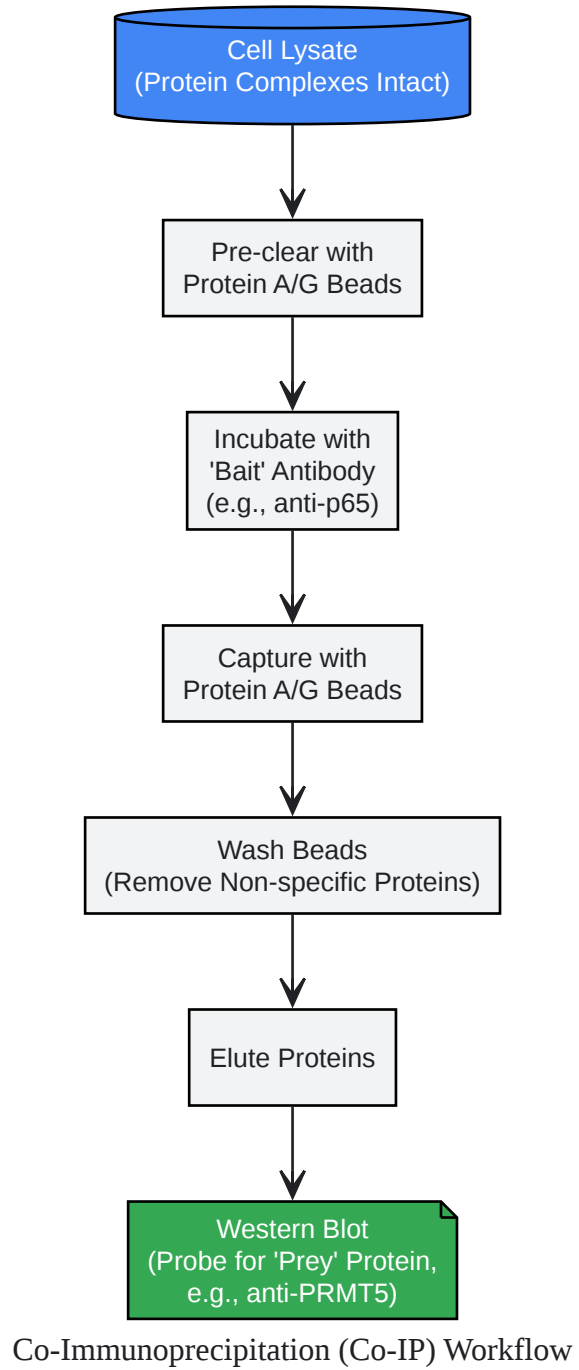 Cell Lysate
(Protein Complexes Intact)
Pre-clear with
Protein A/G Beads
Incubate with
'Bait' Antibody
(e.g., anti-p65)
Capture with
Protein A/G Beads
Wash Beads
(Remove Non-specific Proteins)
Elute Proteins
Western Blot
(Probe for 'Prey' Protein,
e.g., anti-PRMT5)
Co-Immunoprecipitation (Co-IP) Workflow